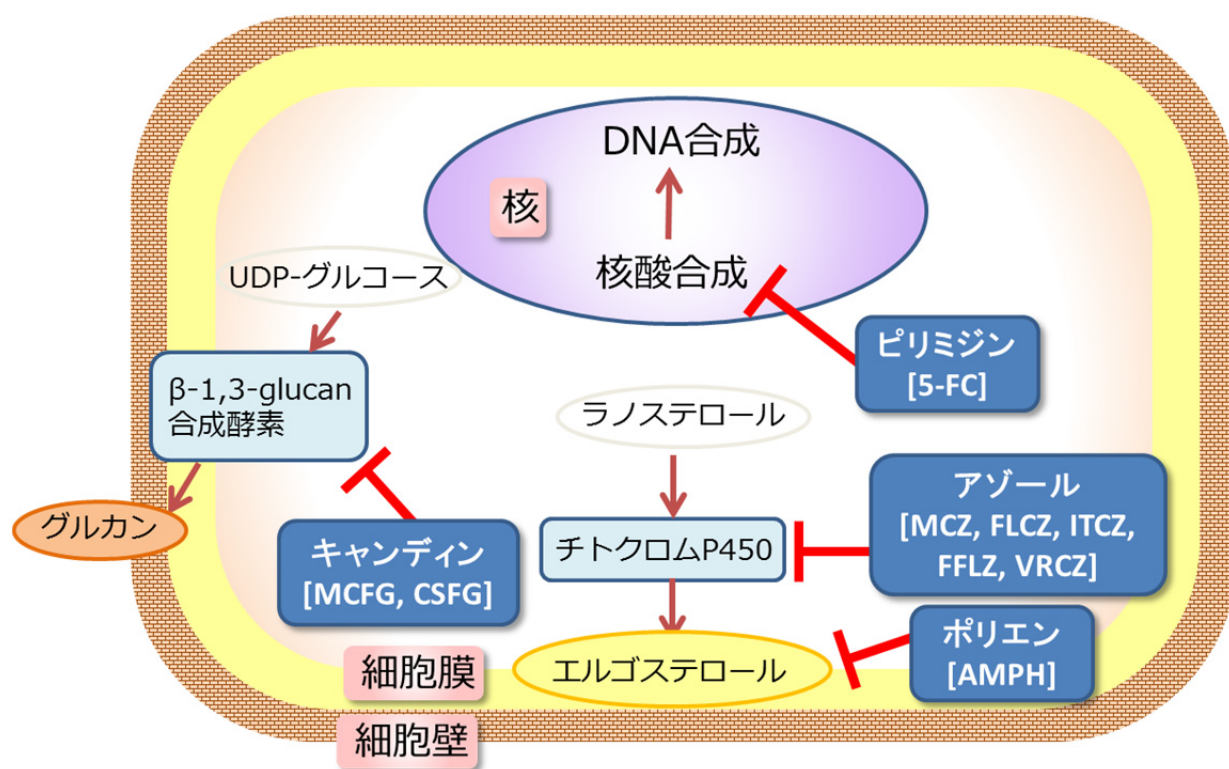 DNA合成
核
核酸合成
UDP-グルコース
ピリミジン
[5-FC]
β-1,3-glucan
合成酵素
ラノステロール
アゾール
[MCZ, FLCZ, ITCZ,
FFLZ, VRCZ]
グルカン
キャンディン
[MCFG, CSFG]
チトクロムP450
ポリエン
[AMPH]
エルゴステロール
細胞膜
細胞壁